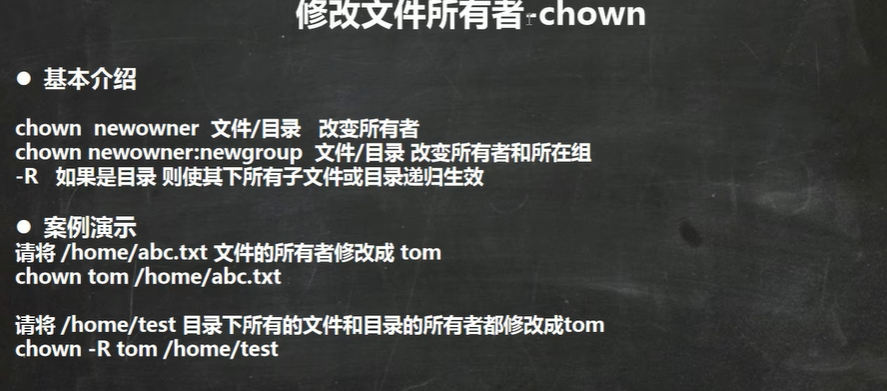 修改文件所有者-chown
● 基本介绍
chown newowner 文件/目录 改变所有者
chown newowner:newgroup 文件/目录 改变所有者和所在组
-R 如果是目录 则使其下所有子文件或目录递归生效
● 案例演示
请将 /home/abc.txt 文件的所有者修改成 tom
chown tom /home/abc.txt
请将 /home/test 目录下所有的文件和目录的所有者都修改成tom
chown -R tom /home/test